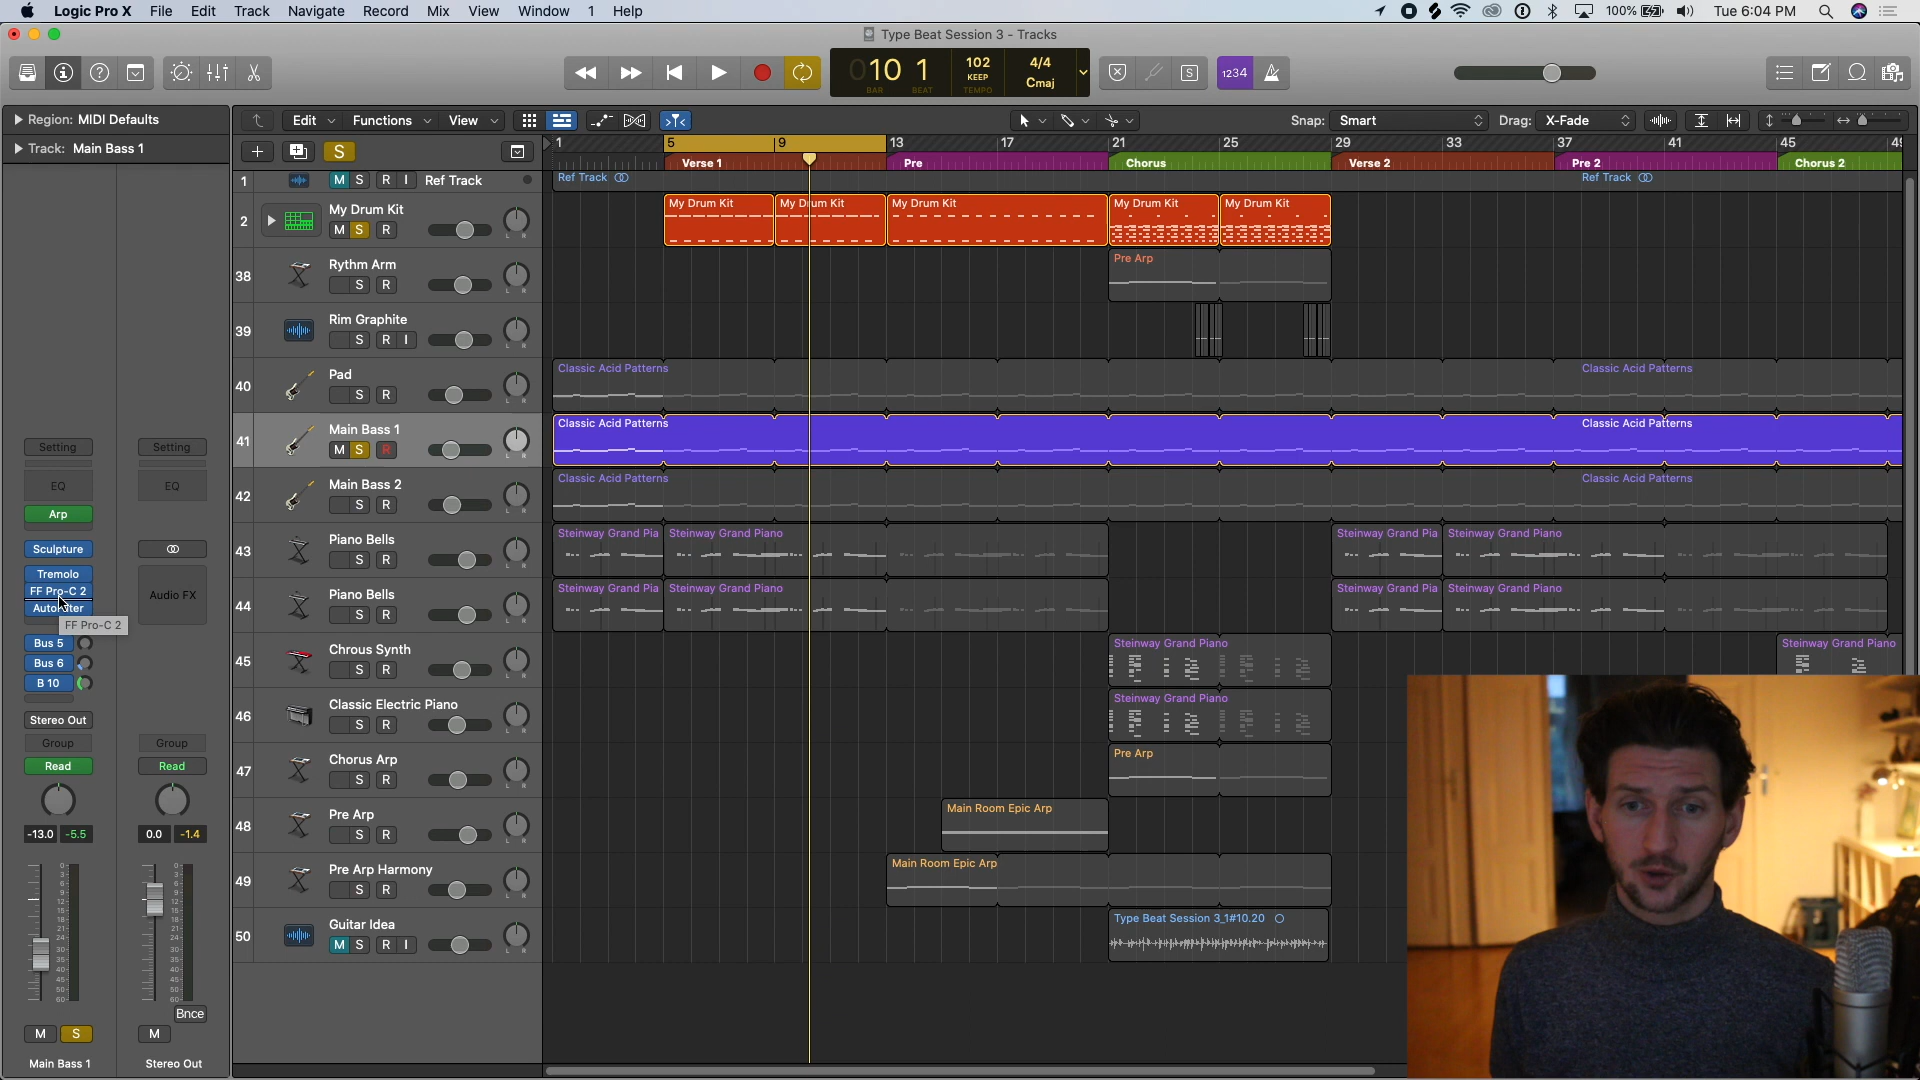 Logic Pro X File Edit Track Navigate Record Mix View Window 1 Help 100% Tue 6:04 PM
Type Beat Session 3 - Tracks
010 1 102 KEEP 4/4 Cmaj
BAR BEAT TEMPO
1234
Region: MIDI Defaults
Track: Main Bass 1
Edit Functions View Snap: Smart Drag: X-Fade
S
1 5 9 13 17 21 25 29 33 37 41 45 49
Verse 1 Pre Chorus Verse 2 Pre 2 Chorus 2
1 M S R I Ref Track
Ref Track Ref Track
2 My Drum Kit
M S R
My Drum Kit My Drum Kit My Drum Kit My Drum Kit My Drum Kit
38 Rythm Arm
S R
Pre Arp
39 Rim Graphite
S R I
40 Pad
S R
Classic Acid Patterns Classic Acid Patterns
41 Main Bass 1
M S R
Classic Acid Patterns Classic Acid Patterns
42 Main Bass 2
S R
Classic Acid Patterns Classic Acid Patterns
43 Piano Bells
S R
Steinway Grand Pia Steinway Grand Piano Steinway Grand Pia Steinway Grand Piano
44 Piano Bells
S R
Steinway Grand Pia Steinway Grand Piano Steinway Grand Pia Steinway Grand Piano
45 Chrous Synth
S R
Steinway Grand Piano Steinway Grand Piano
46 Classic Electric Piano
S R
Steinway Grand Piano
47 Chorus Arp
S R
Pre Arp
48 Pre Arp
S R
Main Room Epic Arp
49 Pre Arp Harmony
S R
Main Room Epic Arp
50 Guitar Idea
M S R I
Type Beat Session 3_1#10.20
Setting Setting
EQ EQ
Arp
Sculpture
Tremolo
FF Pro-C 2
Audio FX
FF Pro-C 2
Bus 5
Bus 6
B 10
Stereo Out
Group Group
Read Read
-13.0 -5.5 0.0 -1.4
Bnce
M S M
Main Bass 1 Stereo Out